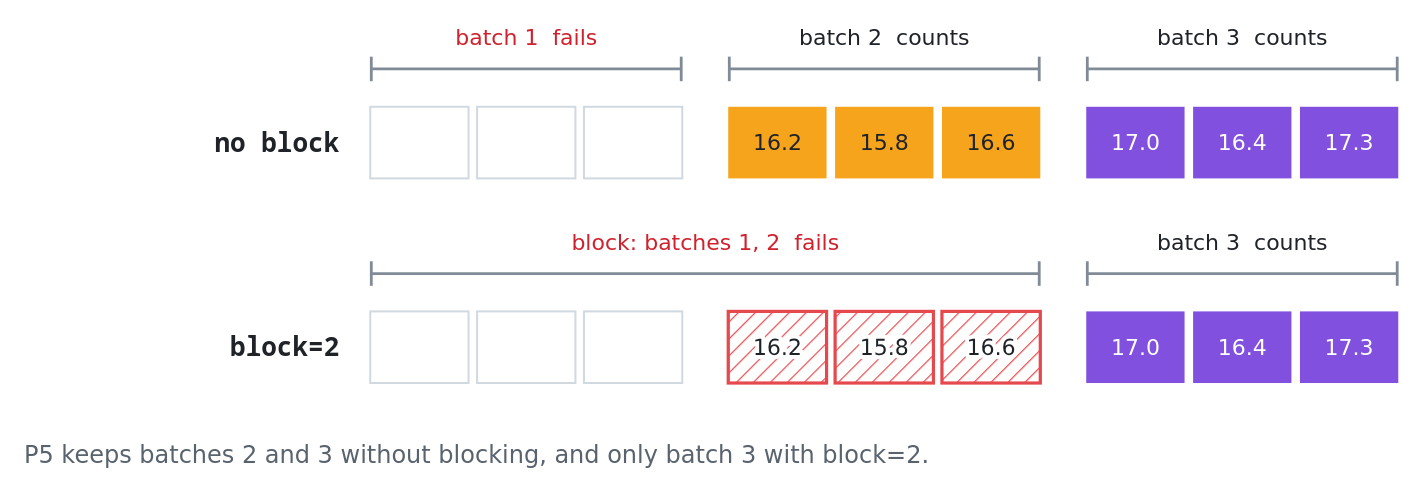 batch 1  fails
batch 2  counts
batch 3  counts
no block
16.2
15.8
16.6
17.0
16.4
17.3
block: batches 1, 2  fails
batch 3  counts
block=2
16.2
15.8
16.6
17.0
16.4
17.3
P5 keeps batches 2 and 3 without blocking, and only batch 3 with block=2.